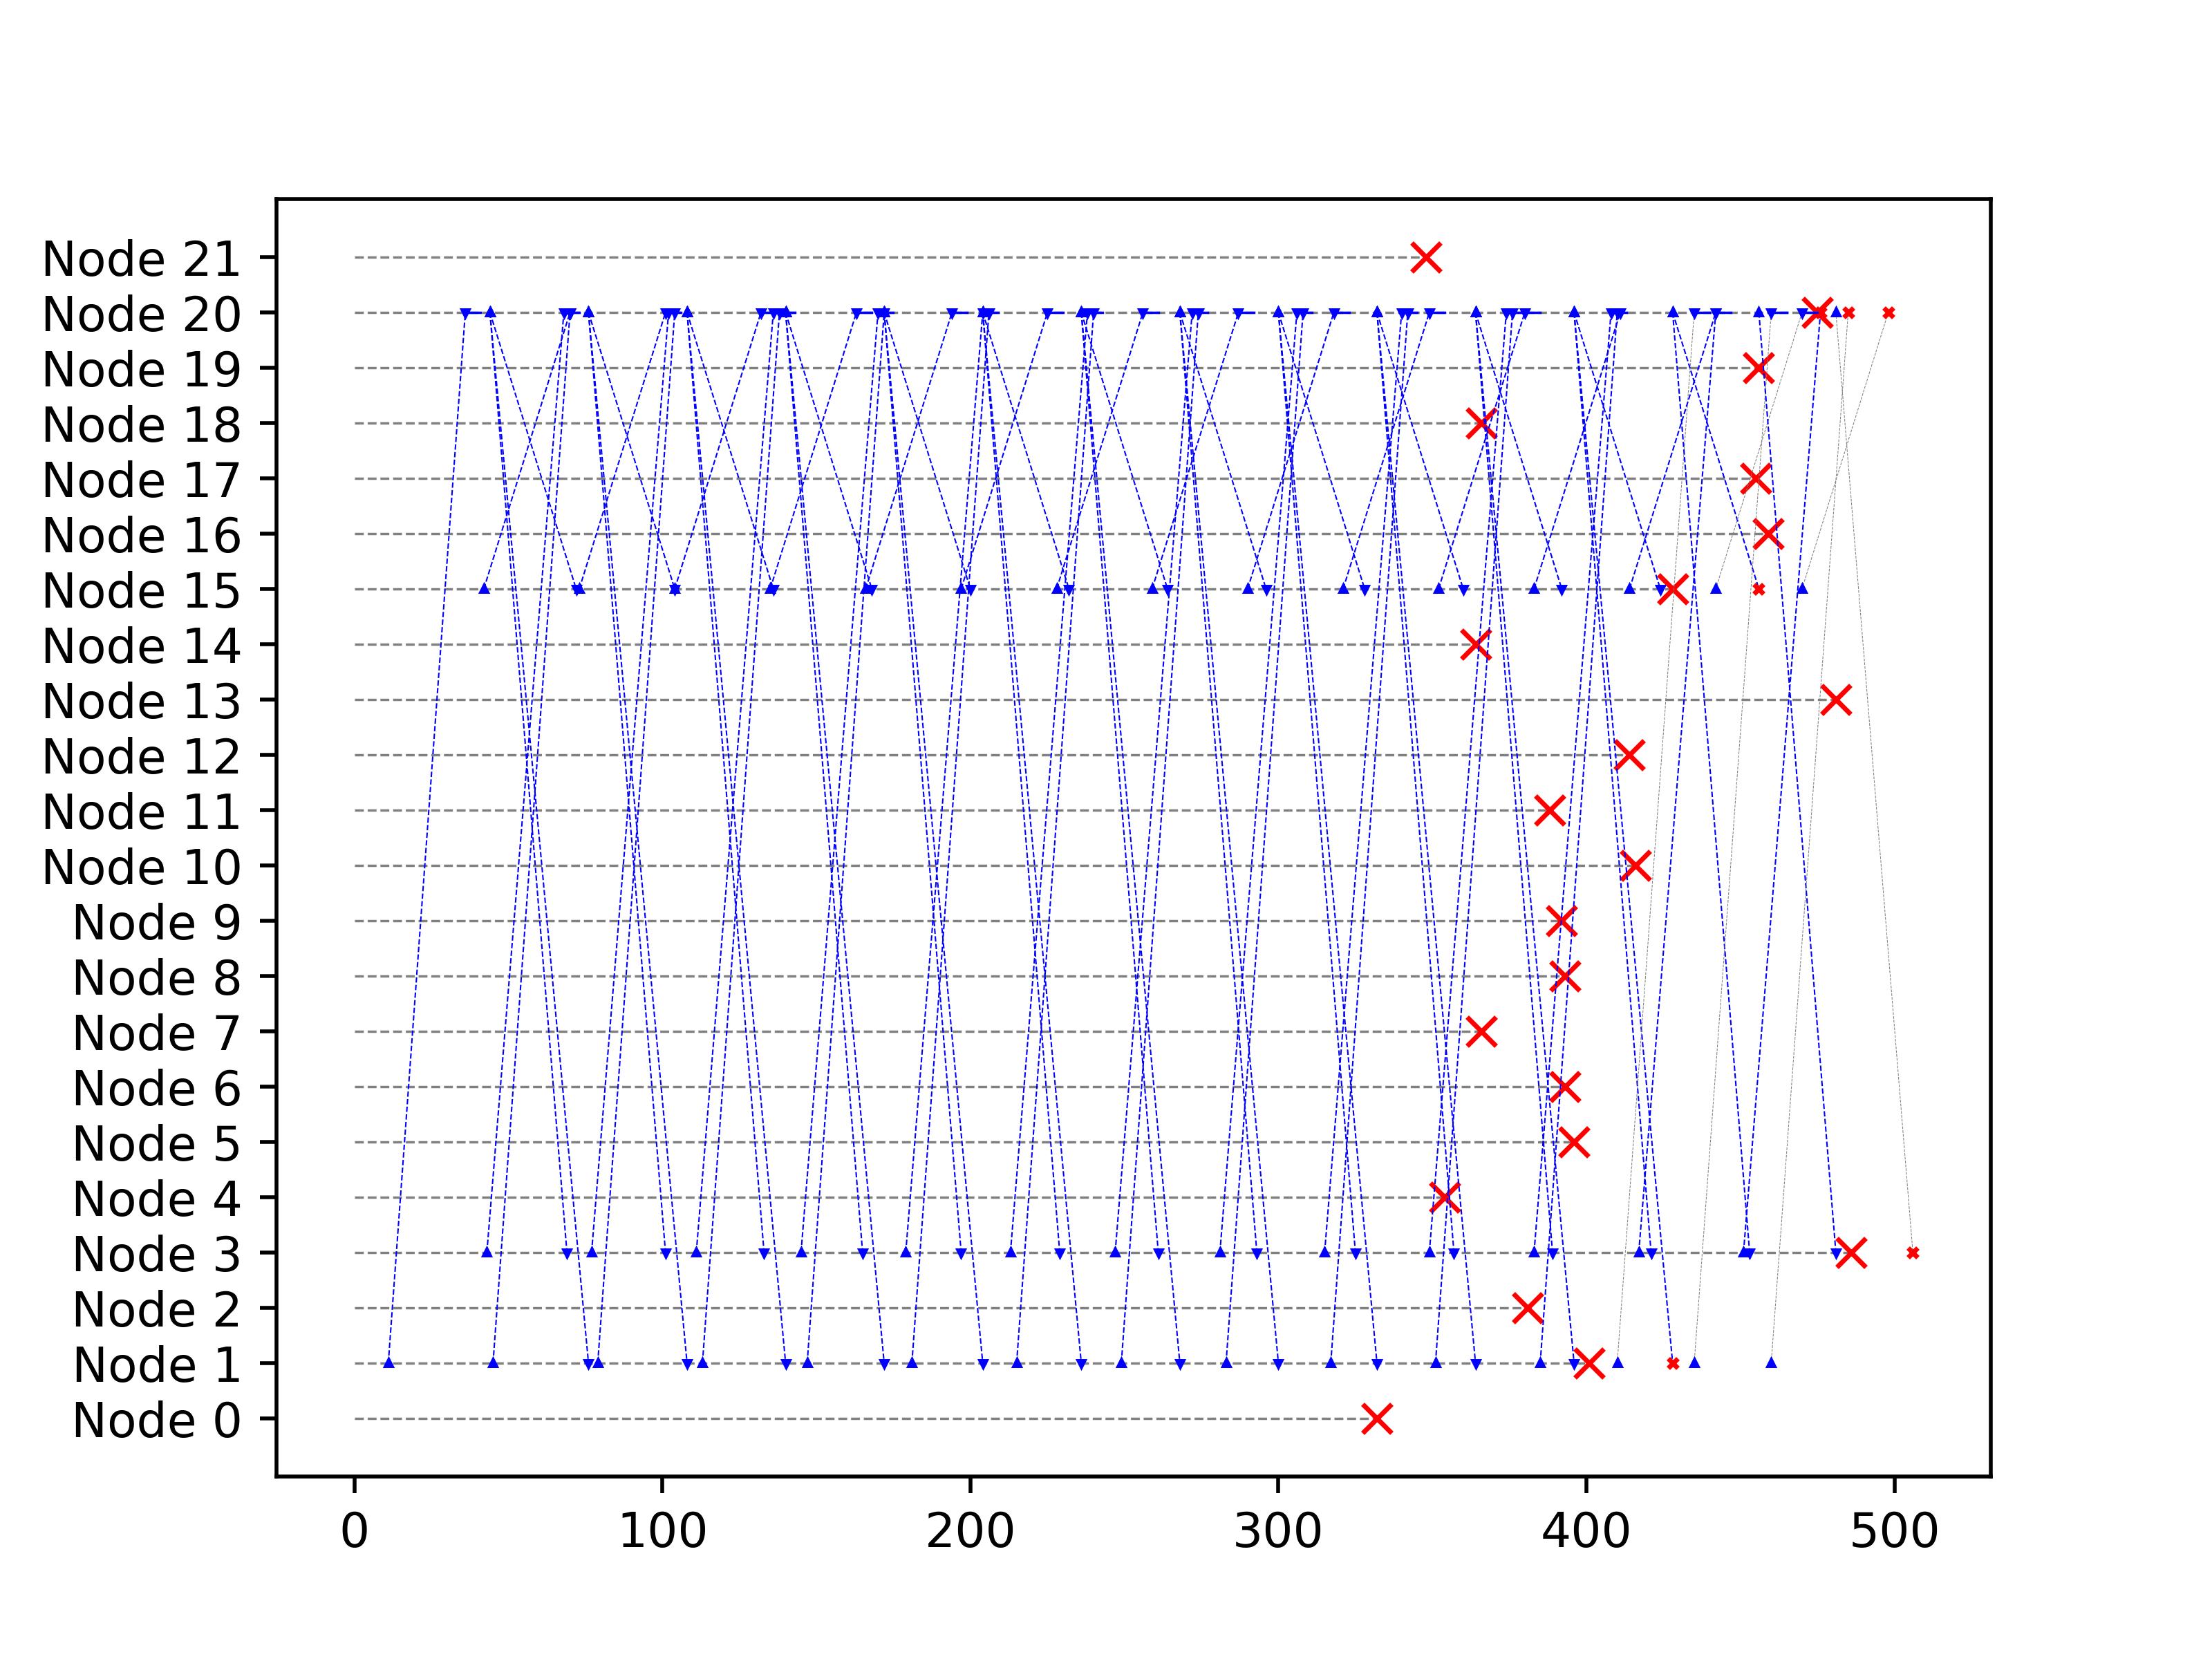 Node 21
Node 20
Node 19
Node 18
Node 17
Node 16
Node 15
Node 14
Node 13
Node 12
Node 11
Node 10
Node 9
Node 8
Node 7
Node 6
Node 5
Node 4
Node 3
Node 2
Node 1
Node 0
0 100 200 300 400 500